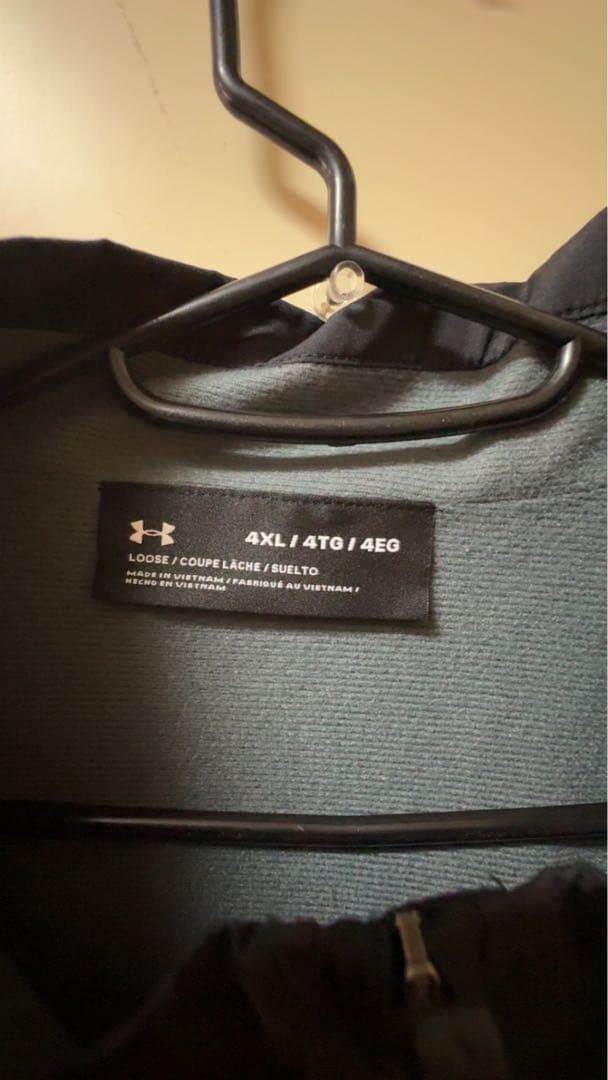 4XL / 4TG / 4EG
LOOSE / COUPE LÂCHE / SUELTO
MADE IN VIETNAM / FABRIQUÉ AU VIETNAM /
HECHO EN VIETNAM